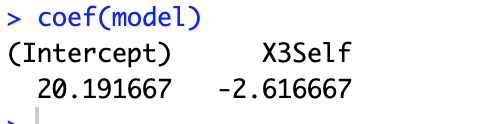 > coef(model)
(Intercept) X3Self
20.191667 -2.616667
>